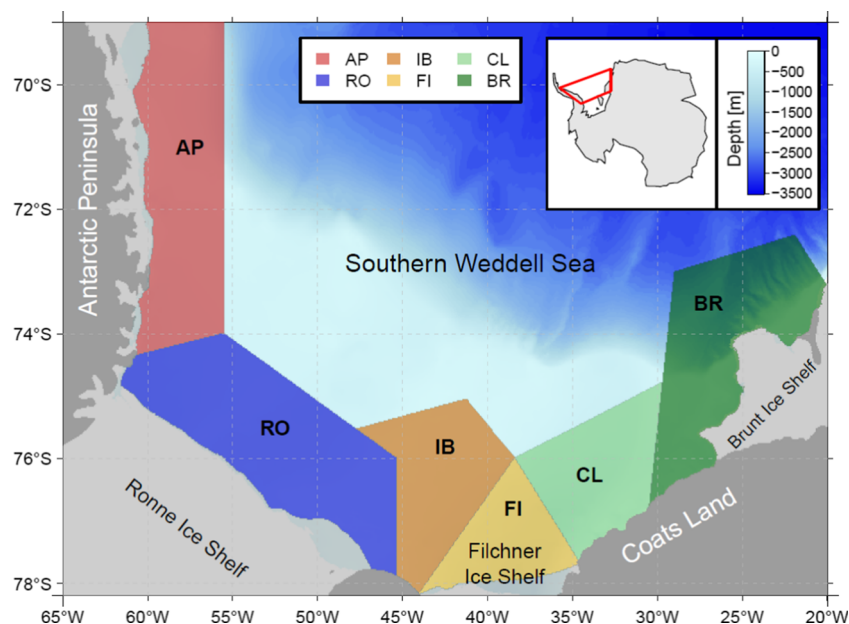 AP IB CL
RO FI BR
0
−500
−1000
−1500
−2000
−2500
−3000
−3500
Depth [m]
70°S
72°S
74°S
76°S
78°S
Antarctic Peninsula
AP
Southern Weddell Sea
BR
RO
IB
CL
FI
Brunt Ice Shelf
Ronne Ice Shelf
Filchner
Ice Shelf
Coats Land
65°W 60°W 55°W 50°W 45°W 40°W 35°W 30°W 25°W 20°W